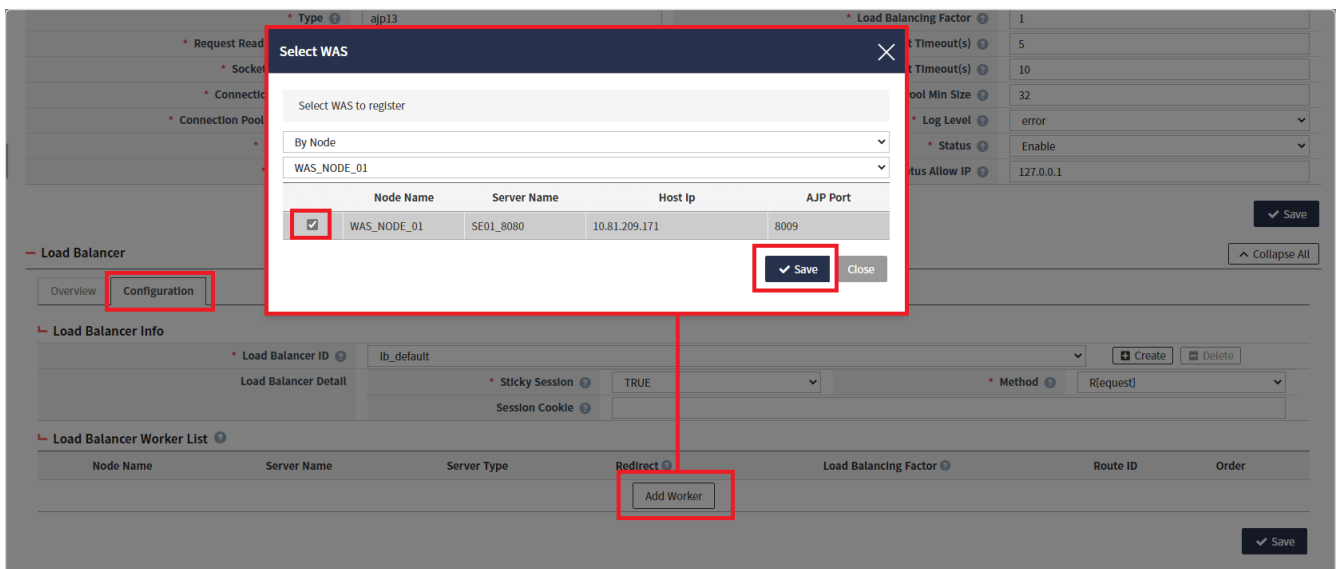 * Type ajp13 * Load Balancing Factor 1
* Request Read t Timeout(s) 5
* Socket t Timeout(s) 10
* Connectio ool Min Size 32
* Connection Pool * Log Level error
* * Status Enable
* tus Allow IP 127.0.0.1
Select WAS
Select WAS to register
By Node
WAS_NODE_01
Node Name Server Name Host Ip AJP Port
WAS_NODE_01 SE01_8080 10.81.209.171 8009
Save Close
Save
Load Balancer Collapse All
Overview Configuration
Load Balancer Info
* Load Balancer ID lb_default Create Delete
Load Balancer Detail * Sticky Session TRUE * Method R[equest]
Session Cookie
Load Balancer Worker List
Node Name Server Name Server Type Redirect Load Balancing Factor Route ID Order
Add Worker
Save